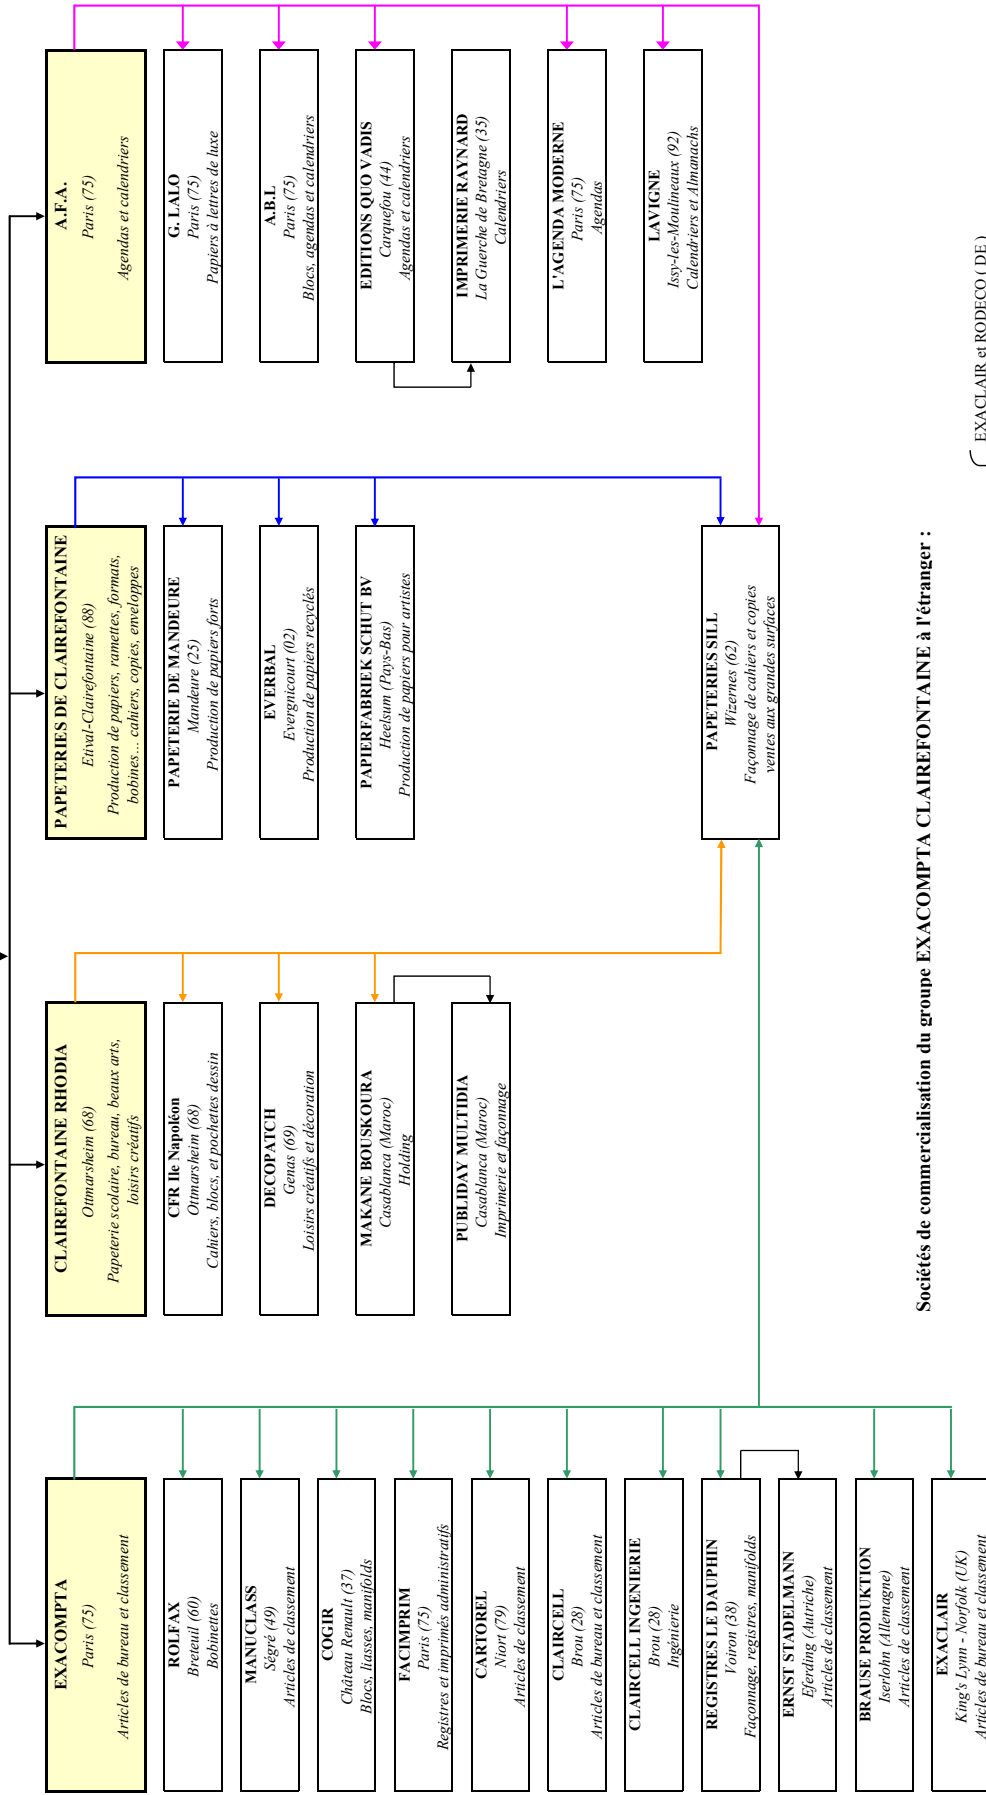 EXACOMPTA
Paris (75)
Articles de bureau et classement
ROLFAX
Breteuil (60)
Bobinettes
MANUCLASS
Ségré (49)
Articles de classement
COGIR
Château Renault (37)
Blocs, liasses, manifolds
FACIMPRIM
Paris (75)
Registres et imprimés administratifs
CARTOREL
Niort (79)
Articles de classement
CLAIRCELL
Brou (28)
Articles de bureau et classement
CLAIRCELL INGENIERIE
Brou (28)
Ingénierie
REGISTRES LE DAUPHIN
Voiron (38)
Façonnage, registres, manifolds
ERNST STADELMANN
Eferding (Autriche)
Articles de classement
BRAUSE PRODUKTION
Iserlohn (Allemagne)
Articles de classement
EXACLAIR
King's Lynn - Norfolk (UK)
Articles de bureau et classement
CLAIREFONTAINE RHODIA
Ottmarsheim (68)
Papeterie scolaire, bureau, beaux arts,
loisirs créatifs
CFR Ile Napoléon
Ottmarsheim (68)
Cahiers, blocs, et pochettes dessin
DECOPATCH
Genas (69)
Loisirs créatifs et décoration
MAKANE BOUSKOURA
Casablanca (Maroc)
Holding
PUBLIDAY MULTIDIA
Casablanca (Maroc)
Imprimerie et façonnage
PAPETERIES DE CLAIREFONTAINE
Etival-Clairefontaine (88)
Production de papiers, ramettes, formats,
bobines... cahiers, copies, enveloppes
PAPETERIE DE MANDEURE
Mandeure (25)
Production de papiers forts
EVERBAL
Evergnicourt (02)
Production de papiers recyclés
PAPIERFABRIEK SCHUT BV
Heelsum (Pays-Bas)
Production de papiers pour artistes
PAPETERIES SILL
Wizernes (62)
Façonnage de cahiers et copies
ventes aux grandes surfaces
A.F.A.
Paris (75)
Agendas et calendriers
G. LALO
Paris (75)
Papiers à lettres de luxe
A.B.L
Paris (75)
Blocs, agendas et calendriers
EDITIONS QUO VADIS
Carquefou (44)
Agendas et calendriers
IMPRIMERIE RAYNARD
La Guerche de Bretagne (35)
Calendriers
L'AGENDA MODERNE
Paris (75)
Agendas
LAVIGNE
Issy-les-Moulineaux (92)
Calendriers et Almanachs
Sociétés de commercialisation du groupe EXACOMPTA CLAIREFONTAINE à l'étranger :
EXACLAIR et RODECO ( DE )